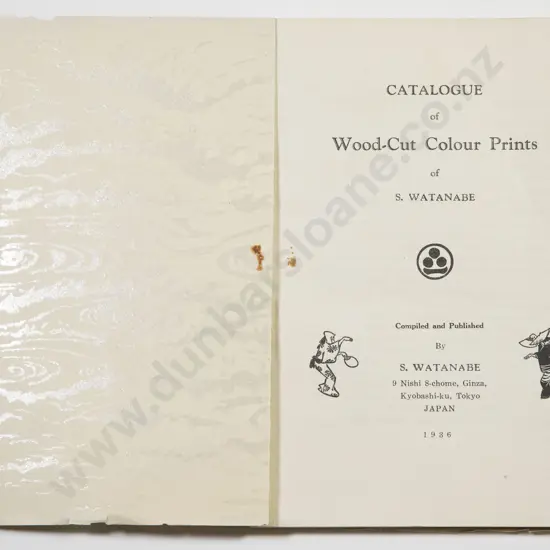 CATALOGUE
of
Wood-Cut Colour Prints
of
S. WATANABE
Compiled and Published
By
S. WATANABE
9 Nishi 8-chome, Ginza,
Kyobashi-ku, Tokyo
JAPAN
1936
www.dunbarsloane.co.nz